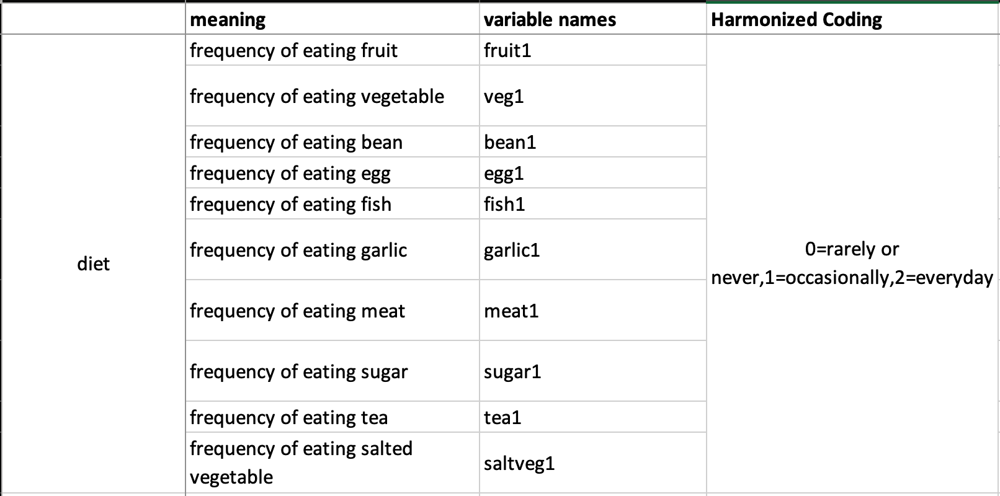 meaning variable names Harmonized Coding
frequency of eating fruit fruit1
frequency of eating vegetable veg1
frequency of eating bean bean1
frequency of eating egg egg1
frequency of eating fish fish1
frequency of eating garlic garlic1
diet
0=rarely or
never,1=occasionally,2=everyday
frequency of eating meat meat1
frequency of eating sugar sugar1
frequency of eating tea tea1
frequency of eating salted
vegetable
saltveg1